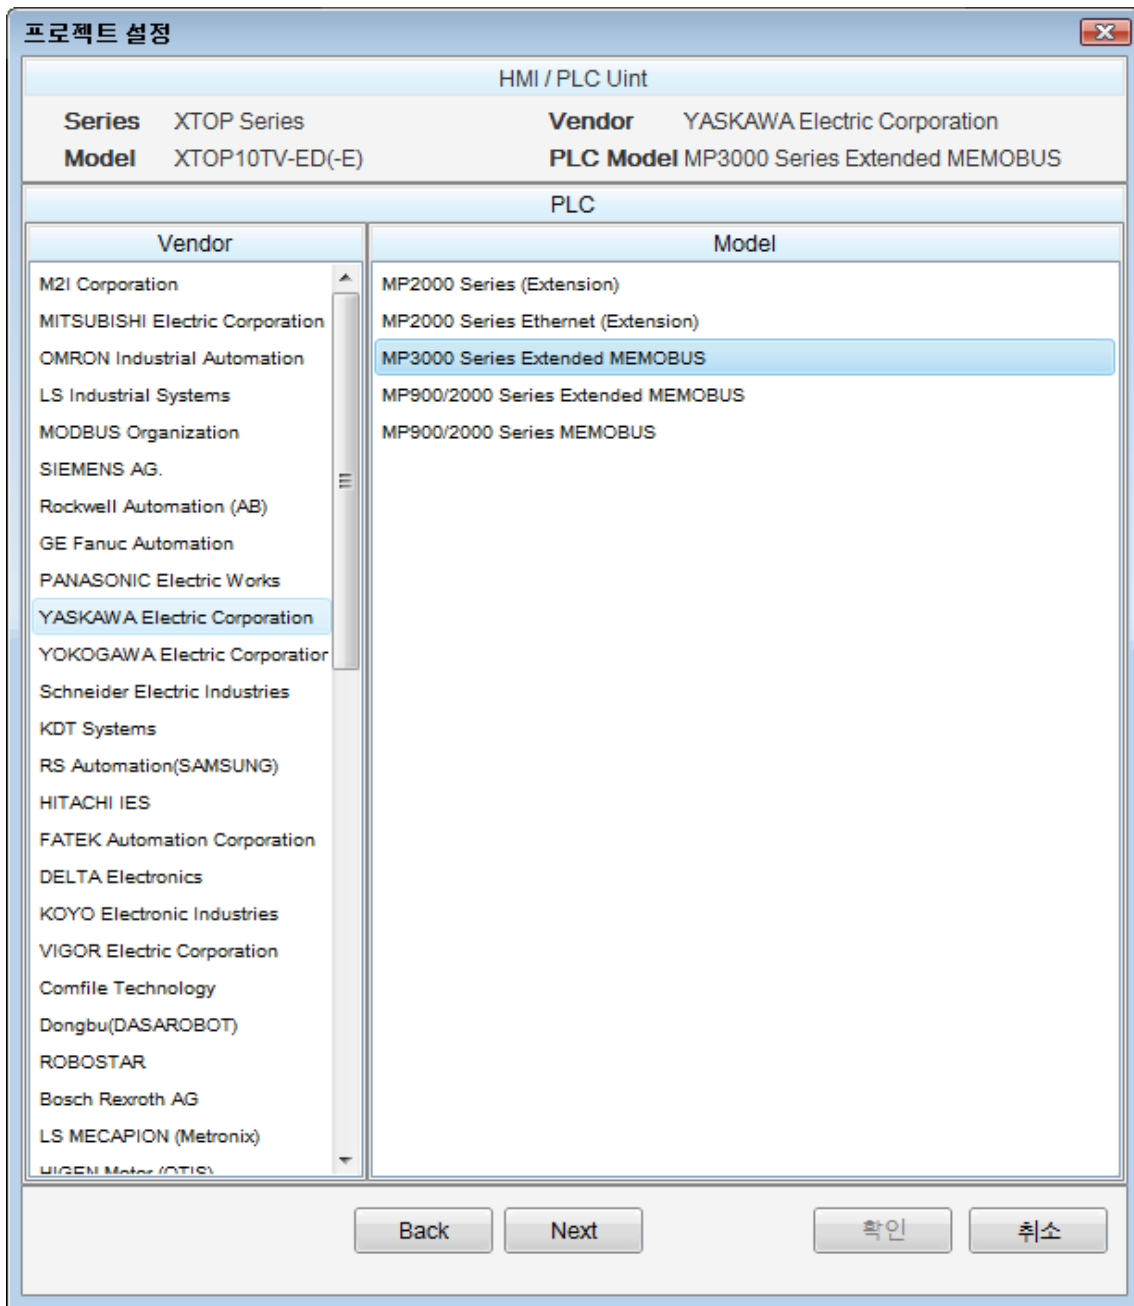 프로젝트 설정
HMI / PLC Uint
Series XTOP Series Vendor YASKAWA Electric Corporation
Model XTOP10TV-ED(-E) PLC Model MP3000 Series Extended MEMOBUS
PLC
Vendor Model
M2I Corporation
MITSUBISHI Electric Corporation
OMRON Industrial Automation
LS Industrial Systems
MODBUS Organization
SIEMENS AG.
Rockwell Automation (AB)
GE Fanuc Automation
PANASONIC Electric Works
YASKAWA Electric Corporation
YOKOGAWA Electric Corporation
Schneider Electric Industries
KDT Systems
RS Automation(SAMSUNG)
HITACHI IES
FATEK Automation Corporation
DELTA Electronics
KOYO Electronic Industries
VIGOR Electric Corporation
Comfile Technology
Dongbu(DASAROBOT)
ROBOSTAR
Bosch Rexroth AG
LS MECAPION (Metronix)
HIGEN Motor (OTIS)
MP2000 Series (Extension)
MP2000 Series Ethernet (Extension)
MP3000 Series Extended MEMOBUS
MP900/2000 Series Extended MEMOBUS
MP900/2000 Series MEMOBUS
Back Next 확인 취소